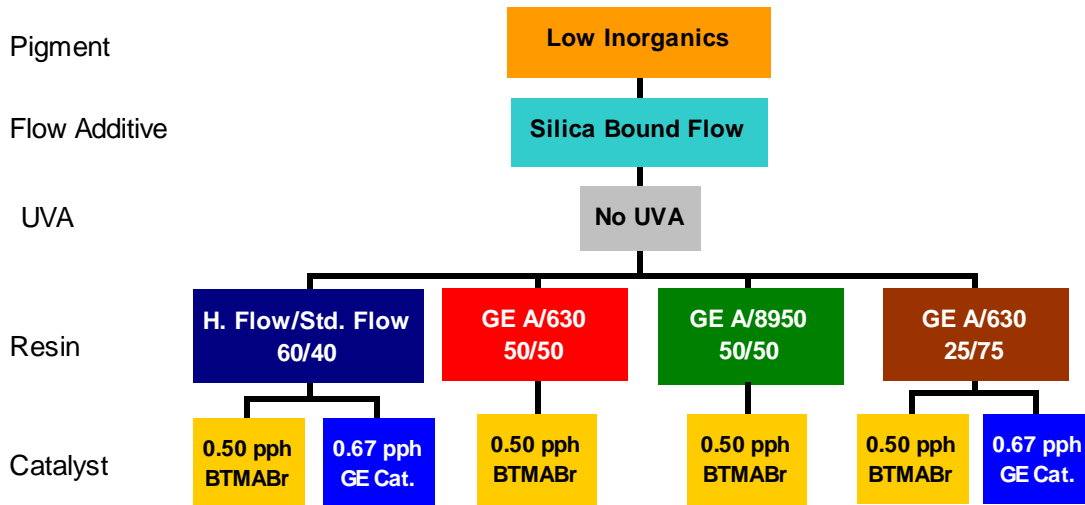 Pigment
Low Inorganics
Flow Additive
Silica Bound Flow
UVA
No UVA
Resin
H. Flow/Std. Flow
60/40
GE A/630
50/50
GE A/8950
50/50
GE A/630
25/75
Catalyst
0.50 pph
BTMABr
0.67 pph
GE Cat.
0.50 pph
BTMABr
0.50 pph
BTMABr
0.50 pph
BTMABr
0.67 pph
GE Cat.